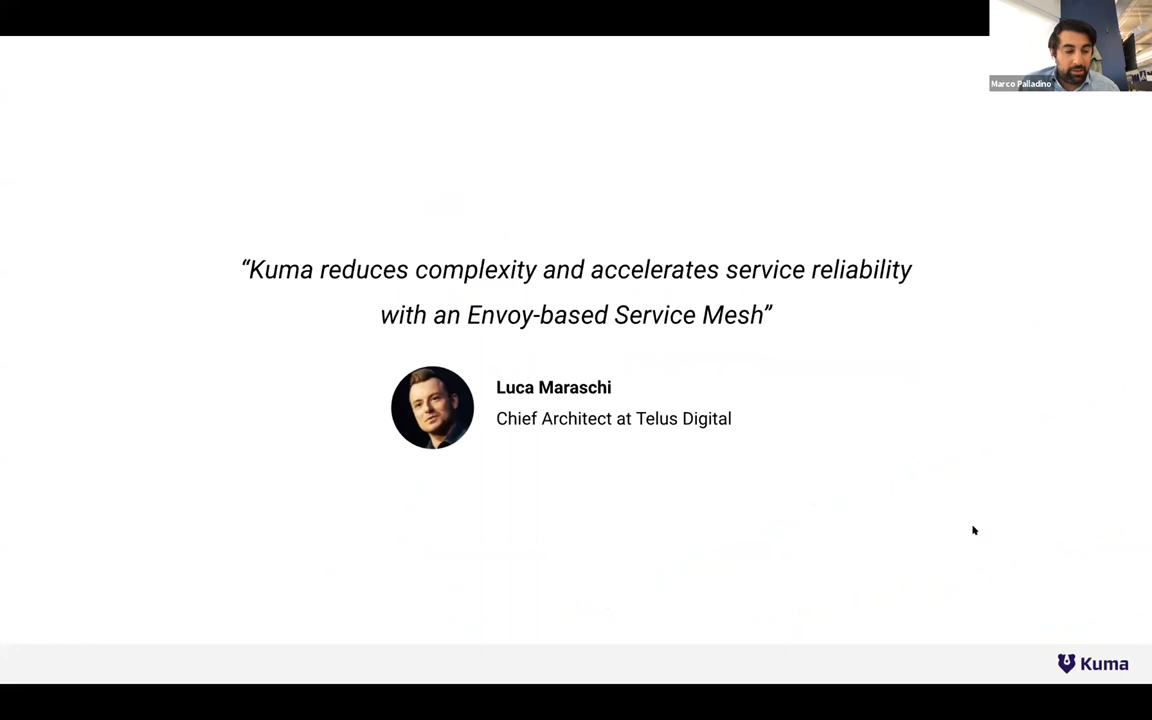 Marco Palladino
“Kuma reduces complexity and accelerates service reliability
with an Envoy-based Service Mesh”
Luca Maraschi
Chief Architect at Telus Digital
Kuma